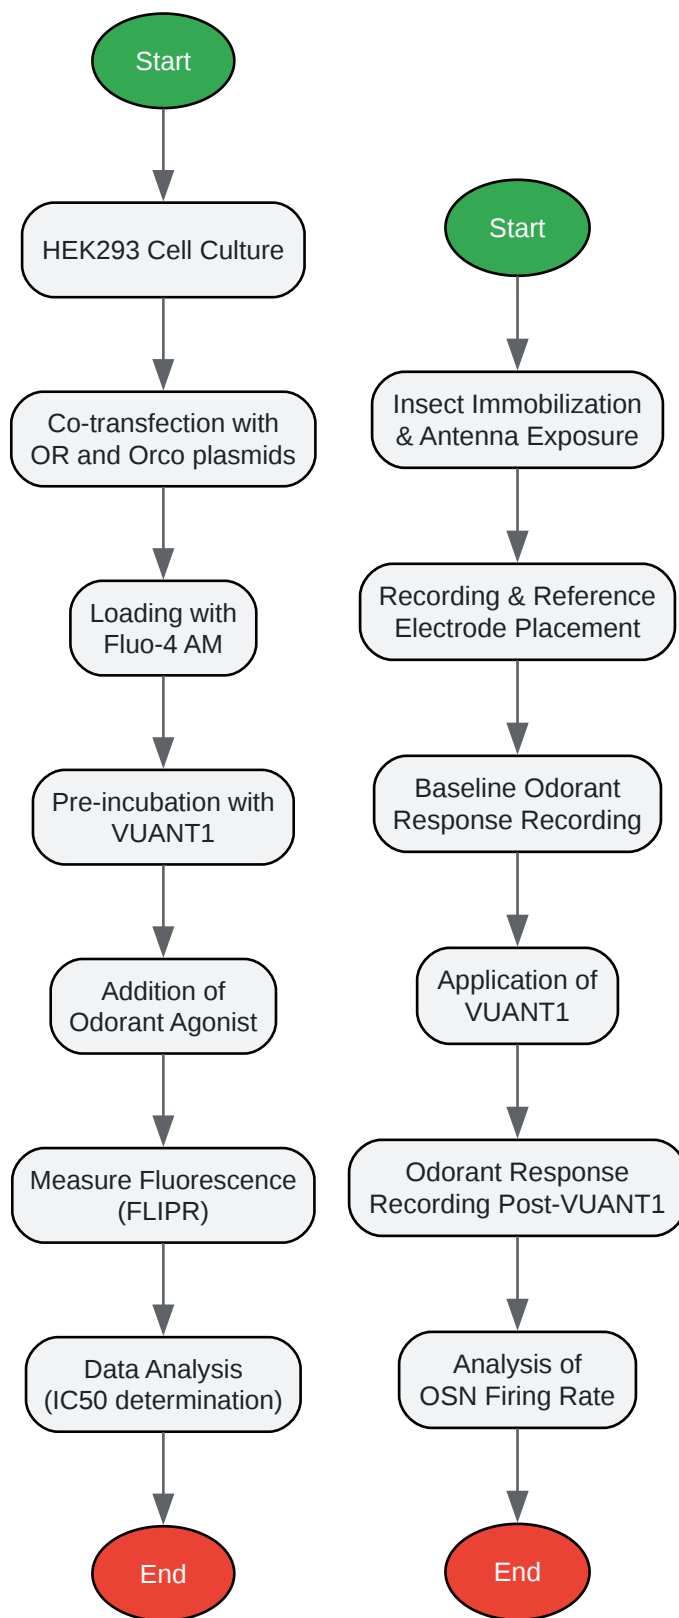 Start
HEK293 Cell Culture
Co-transfection with
OR and Orco plasmids
Loading with
Fluo-4 AM
Pre-incubation with
VUANT1
Addition of
Odorant Agonist
Measure Fluorescence
(FLIPR)
Data Analysis
(IC50 determination)
End
Start
Insect Immobilization
& Antenna Exposure
Recording & Reference
Electrode Placement
Baseline Odorant
Response Recording
Application of
VUANT1
Odorant Response
Recording Post-VUANT1
Analysis of
OSN Firing Rate
End